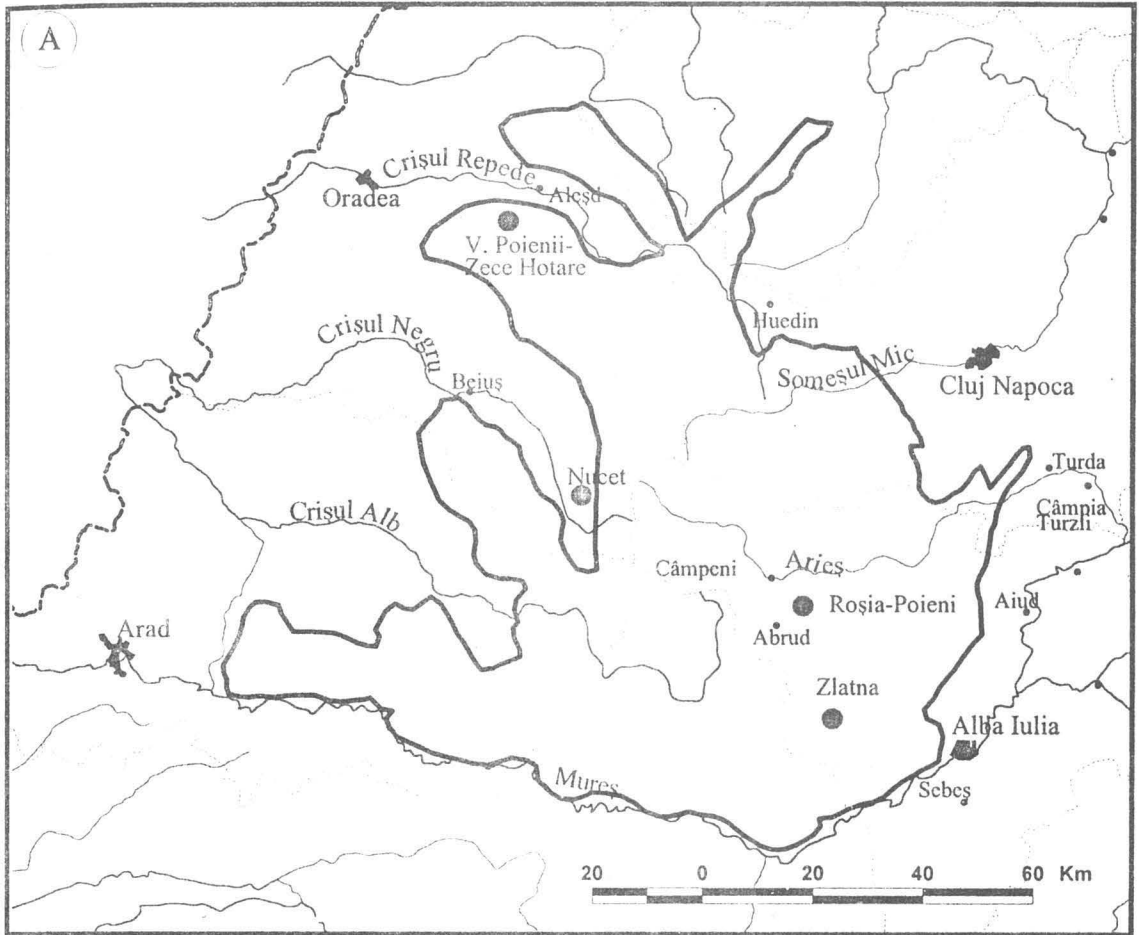 A
Crişul Repede
Oradea
Aleşd
V. Poienii-
Zece Hotare
Crişul Negru
Huedin
Beiuş
Someşul Mic
Cluj Napoca
Nucet
Turda
Câmpia
Turzii
Crişul Alb
Câmpeni
Arieş
Roşia-Poieni
Aiud
Abrud
Arad
Zlatna
Alba Iulia
Mureş
Sebeş
20 0 20 40 60 Km